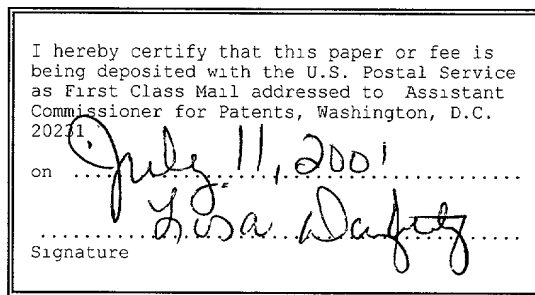 I hereby certify that this paper or fee is
being deposited with the U.S. Postal Service
as First Class Mail addressed to Assistant
Commissioner for Patents, Washington, D.C.
20231.
on July 11, 2001
Lisa
Signature